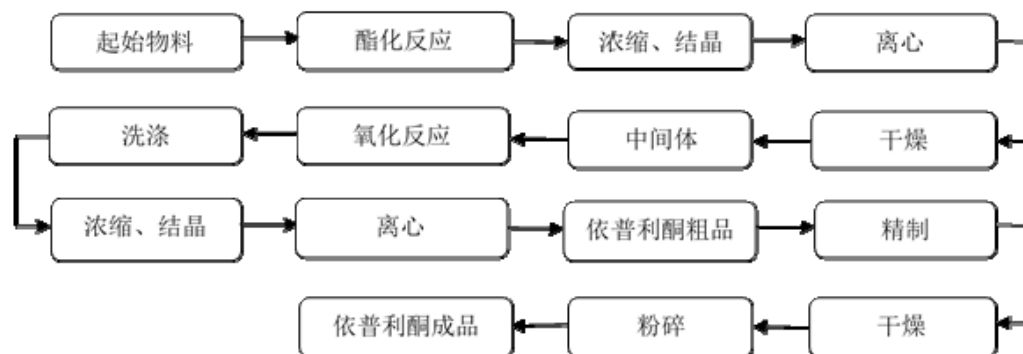 起始物料
酯化反应
浓缩、结晶
离心
干燥
中间体
氧化反应
洗涤
浓缩、结晶
离心
依普利酮粗品
精制
干燥
粉碎
依普利酮成品